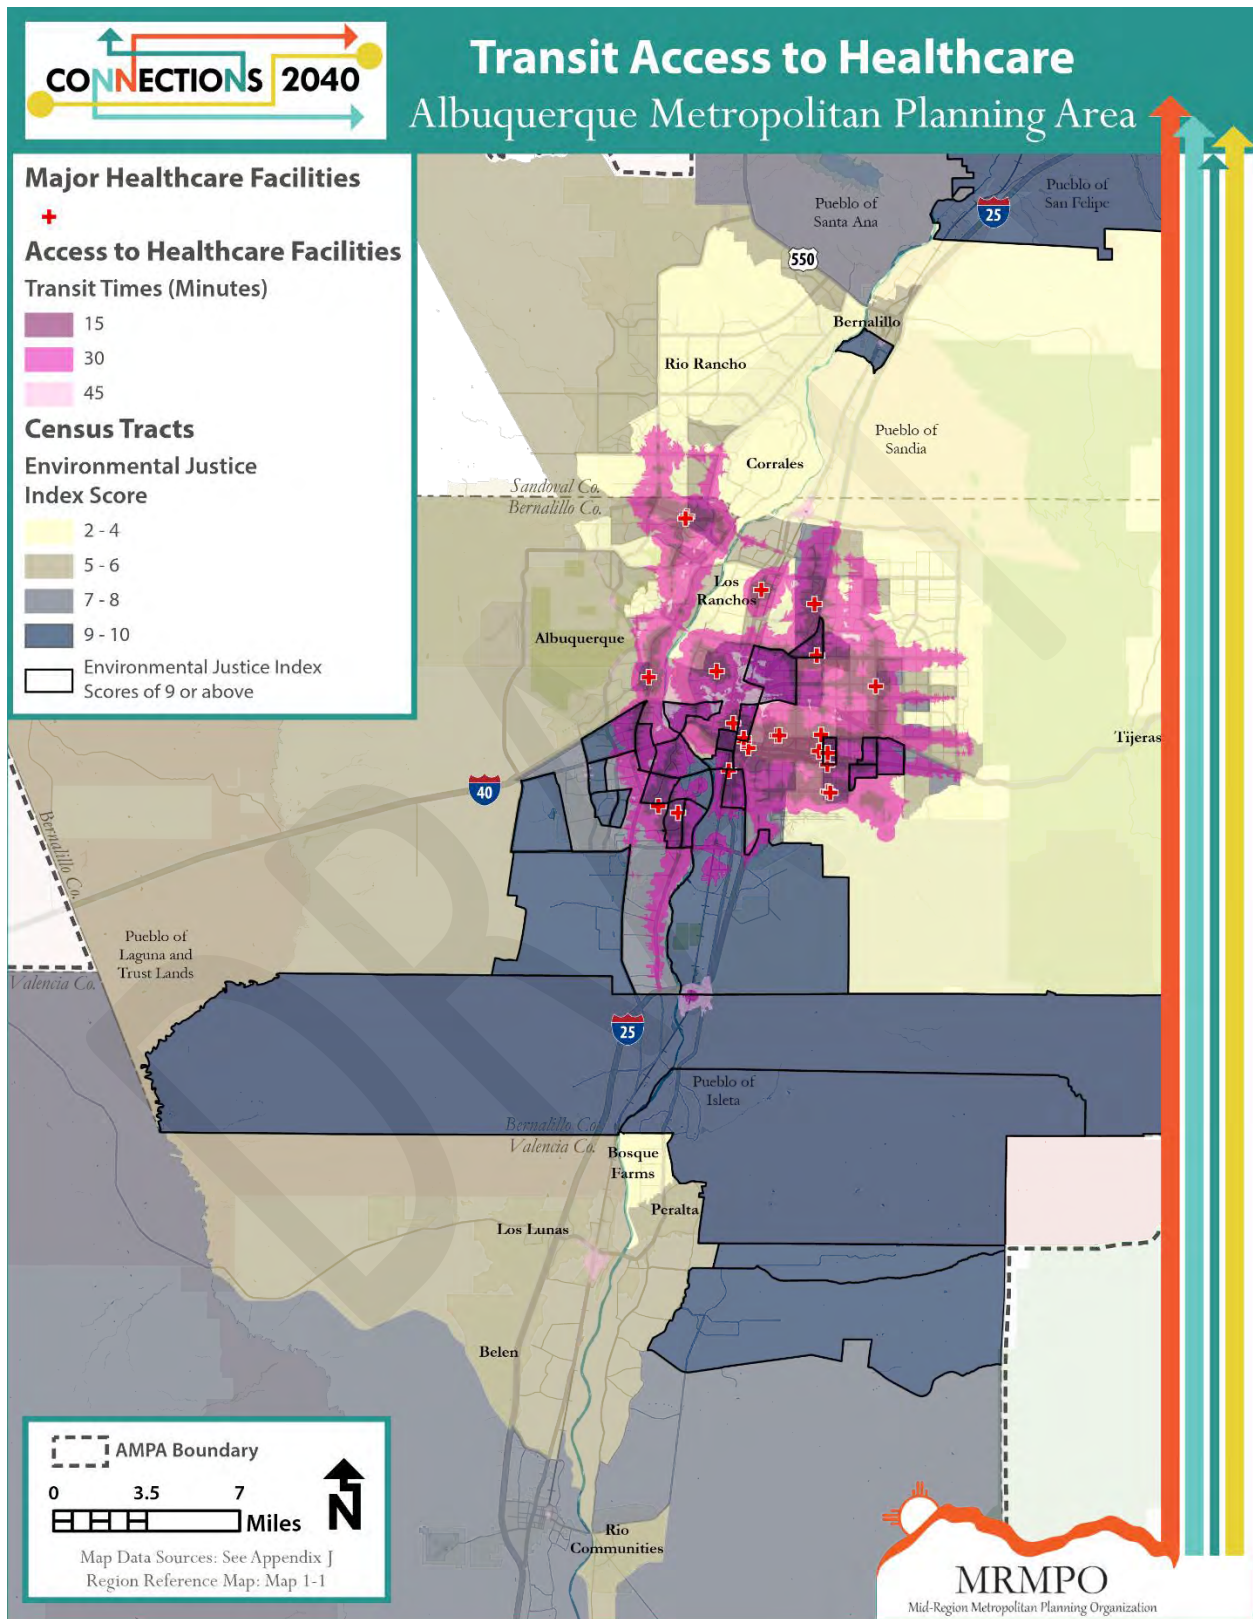 CONNECTIONS 2040
Transit Access to Healthcare
Albuquerque Metropolitan Planning Area
Major Healthcare Facilities
Access to Healthcare Facilities
Transit Times (Minutes)
15
30
45
Census Tracts
Environmental Justice
Index Score
2 - 4
5 - 6
7 - 8
9 - 10
Environmental Justice Index
Scores of 9 or above
Pueblo of
Santa Ana
Pueblo of
San Felipe
25
550
Bernalillo
Rio Rancho
Pueblo of
Sandia
Corrales
Sandoval Co.
Bernalillo Co.
Los
Ranchos
Albuquerque
Tijeras
40
Bernalillo Co.
Pueblo of
Laguna and
Trust Lands
Valencia Co.
25
Pueblo of
Isleta
Bernalillo Co.
Valencia Co.
Bosque
Farms
Peralta
Los Lunas
Belen
Rio
Communities
DRAFT
AMPA Boundary
0 3.5 7
Miles
N
Map Data Sources: See Appendix J
Region Reference Map: Map 1-1
MRMPO
Mid-Region Metropolitan Planning Organization